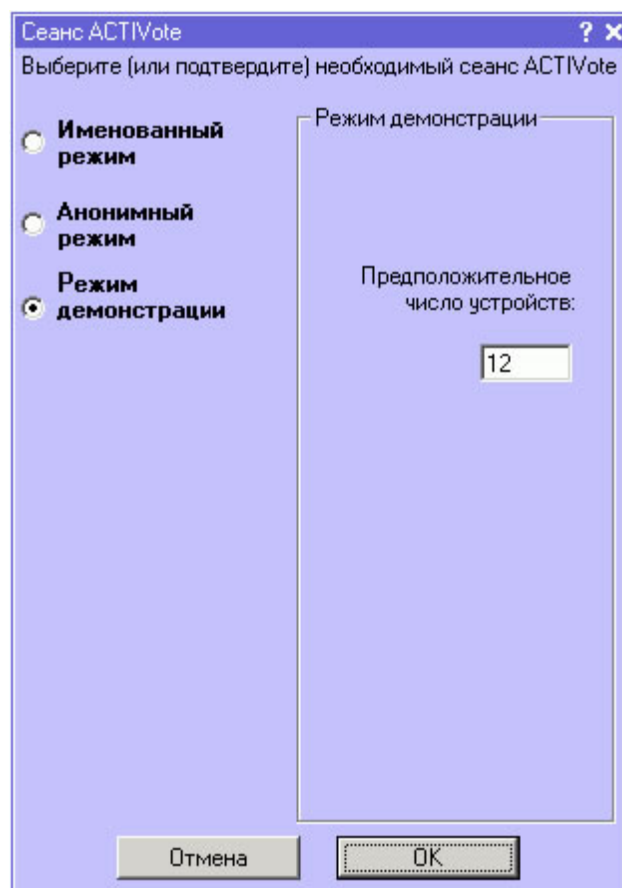 Сеанс ACTIVote
Выберите (или подтвердите) необходимый сеанс ACTIVote
Именованный
режим
Анонимный
режим
Режим
демонстрации
Режим демонстрации
Предположительное
число устройств:
12
Отмена
OK